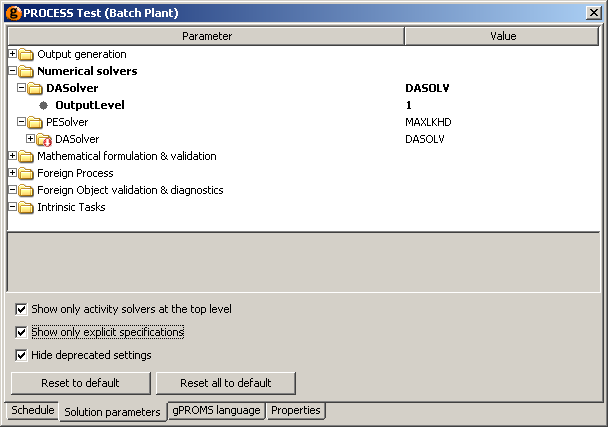 PROCESS Test (Batch Plant)
Parameter Value
Output generation
Numerical solvers
DASolver DASOLV
OutputLevel 1
PESolver MAXLKHD
DASolver DASOLV
Mathematical formulation & validation
Foreign Process
Foreign Object validation & diagnostics
Intrinsic Tasks
Show only activity solvers at the top level
Show only explicit specifications
Hide deprecated settings
Reset to default Reset all to default
Schedule Solution parameters gPROMS language Properties